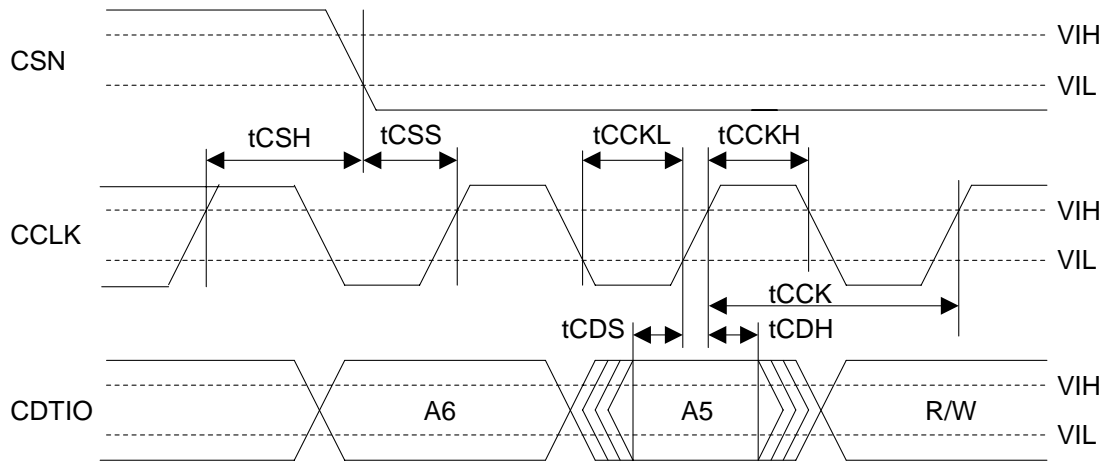 VIH
CSN
VIL
tCSH
tCSS
tCCKL
tCCKH
VIH
CCLK
VIL
tCCK
tCDS
tCDH
VIH
CDTIO
A6
A5
R/W
VIL